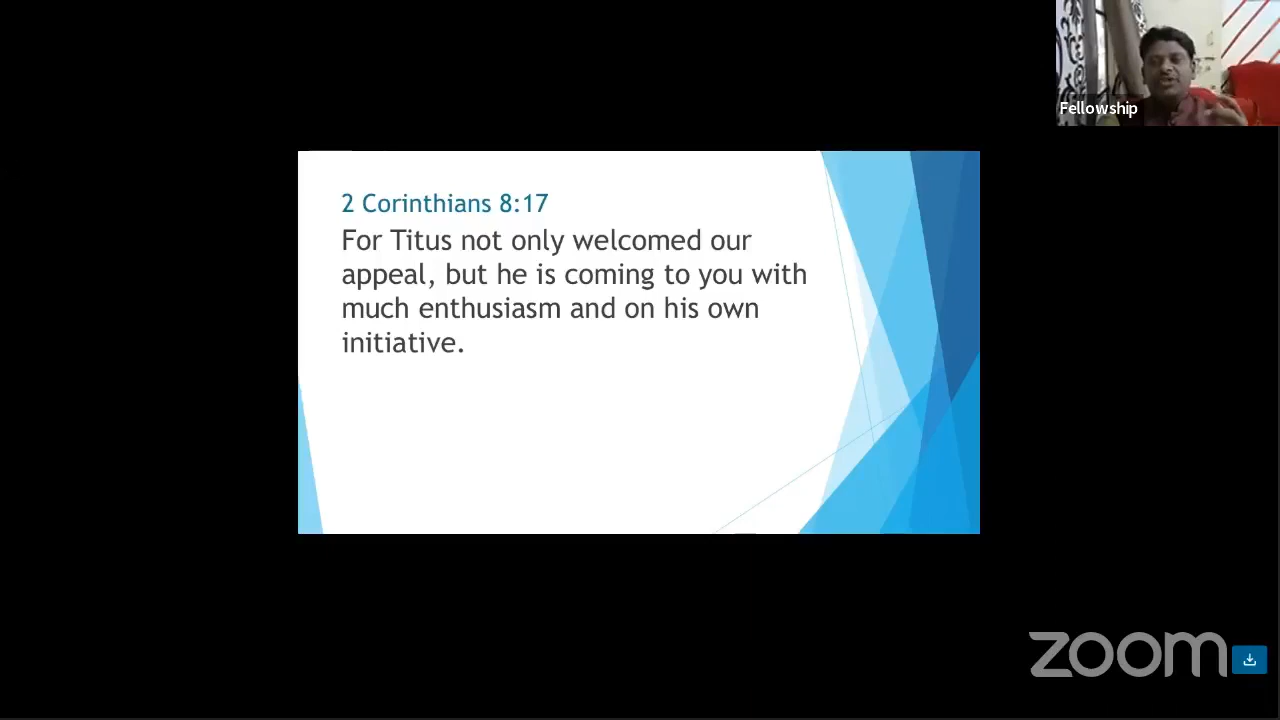 Fellowship
2 Corinthians 8:17
For Titus not only welcomed our
appeal, but he is coming to you with
much enthusiasm and on his own
initiative.
zoom